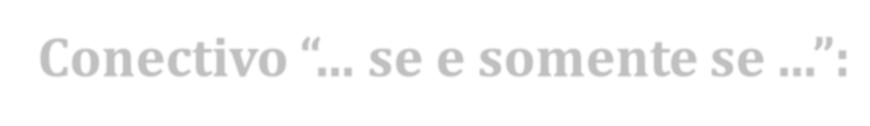 Conectivo “... se e somente se ...”: